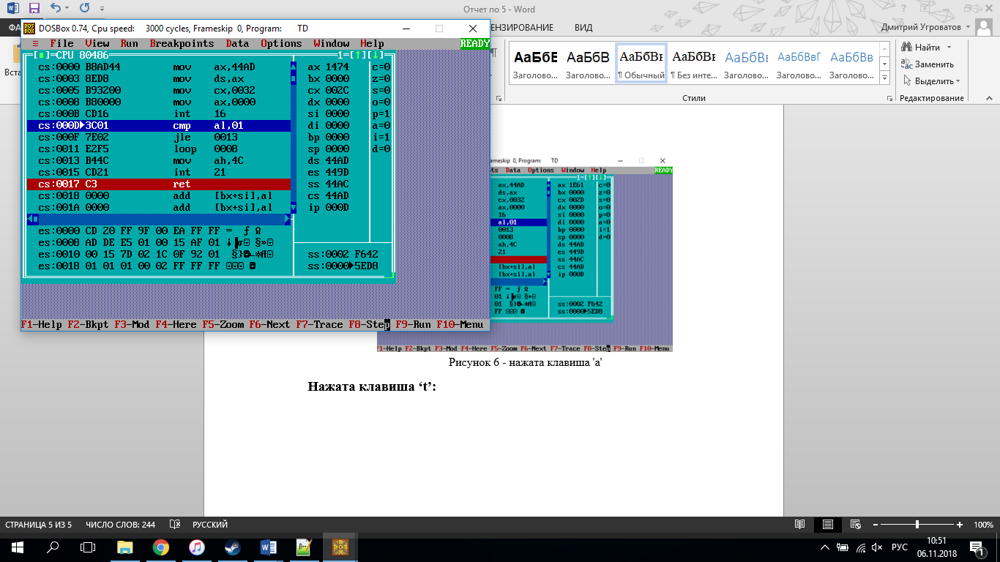 Отчет по 5 - Word
DOSBox 0.74, Cpu speed: 3000 cycles, Frameskip 0, Program: TD
ЕНЗИРОВАНИЕ ВИД
Дмитрий Угроватов
≡ File View Run Breakpoints Data Options Window Help READY
[■]=CPU 80486 1=[↑][↓]
cs:0000 B8AD44 mov ax,44AD ax 1474 c=0
cs:0003 8ED8 mov ds,ax bx 0000 z=0
cs:0005 B93200 mov cx,0032 cx 002C s=0
cs:0008 B80000 mov ax,0000 dx 0000 o=0
cs:000B CD16 int 16 si 0000 p=1
cs:000D▶3C01 cmp al,01 di 0000 a=0
cs:000F 7E02 jle 0013 bp 0000 i=1
cs:0011 E2F5 loop 0008 sp 0000 d=0
cs:0013 B44C mov ah,4C ds 44AD
cs:0015 CD21 int 21 es 449D
cs:0017 C3 ret ss 44AC
cs:0018 0000 add [bx+si],al cs 44AD
cs:001A 0000 add [bx+si],al ip 000D
es:0000 CD 20 FF 9F 00 EA FF FF
es:0008 AD DE E5 01 00 15 AF 01
es:0010 00 15 7D 02 1C 0F 92 01
es:0018 01 01 01 00 02 FF FF FF
ss:0002 F642
ss:0000▶5ED8
F1-Help F2-Bkpt F3-Mod F4-Here F5-Zoom F6-Next F7-Trace F8-Step F9-Run F10-Menu
АаБбВ АаБбВ АаБбВв АаБбВв АаБбВв АаБбВвГ АаБбВв
Заголово... Заголово... ¶ Обычный ¶ Без инте... Заголово... Заголово... Заголово...
Стили
Найти
Заменить
Выделить
Редактирование
Вста
ameskip 0, Program: TD
ts Data Options Window Help READY
1=[↑][↓]
ax,44AD ax 1E61 c=0
ds,ax bx 0000 z=0
cx,0032 cx 002D s=0
ax,0000 dx 0000 o=0
16 si 0000 p=0
al,01 di 0000 a=0
0013 bp 0000 i=1
0008 sp 0000 d=0
ah,4C ds 44AD
21 es 449D
ss 44AC
[bx+si],al cs 44AD
[bx+si],al ip 000D
ss:0002 F642
ss:0000▶5ED8
F1-Help F2-Bkpt F3-Mod F4-Here F5-Zoom F6-Next F7-Trace F8-Step F9-Run F10-Menu
Рисунок 6 - нажата клавиша 'a'
Нажата клавиша ‘t’:
СТРАНИЦА 5 ИЗ 5 ЧИСЛО СЛОВ: 244 РУССКИЙ 100%
РУС
10:51
06.11.2018